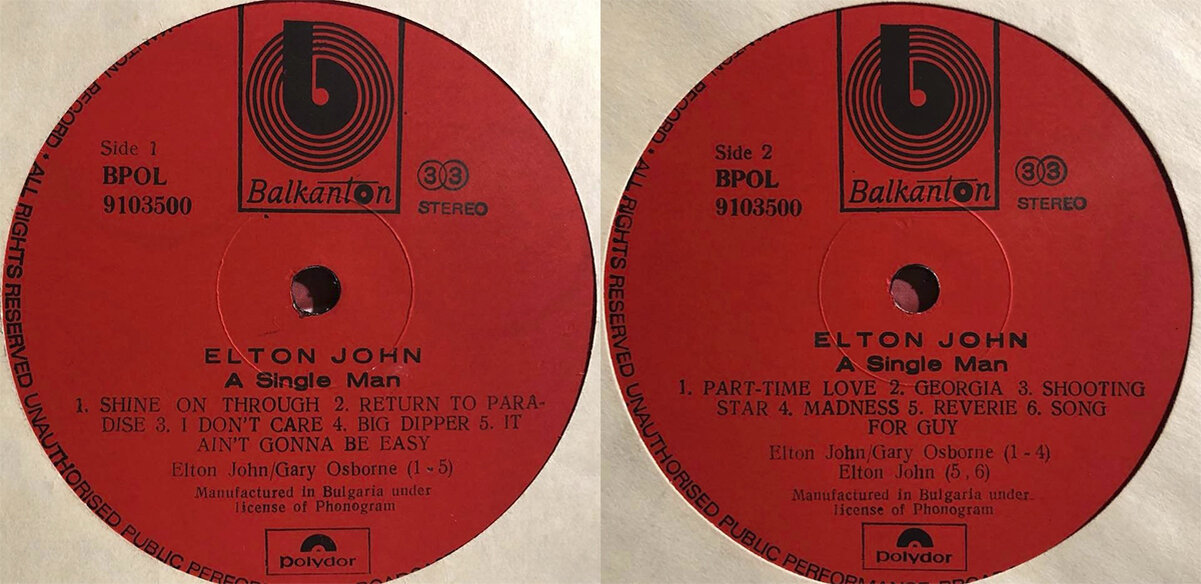 b
Balkanton
Side 1
BPOL
9103500
33
STEREO
ELTON JOHN
A Single Man
1. SHINE ON THROUGH 2. RETURN TO PARA-
DISE 3. I DON'T CARE 4. BIG DIPPER 5. IT
AIN'T GONNA BE EASY
Elton John/Gary Osborne (1-5)
Manufactured in Bulgaria under
license of Phonogram
polydor
RECORD • ALL RIGHTS RESERVED UNAUTHORISED PUBLIC
b
Balkanton
Side 2
BPOL
9103500
33
STEREO
ELTON JOHN
A Single Man
1. PART-TIME LOVE 2. GEORGIA 3. SHOOTING
STAR 4. MADNESS 5. REVERIE 6. SONG
FOR GUY
Elton John/Gary Osborne (1-4)
Elton John (5,6)
Manufactured in Bulgaria under
license of Phonogram
polydor
RECORD • ALL RIGHTS RESERVED UNAUTHORISED PUBLIC PERFORMANCE